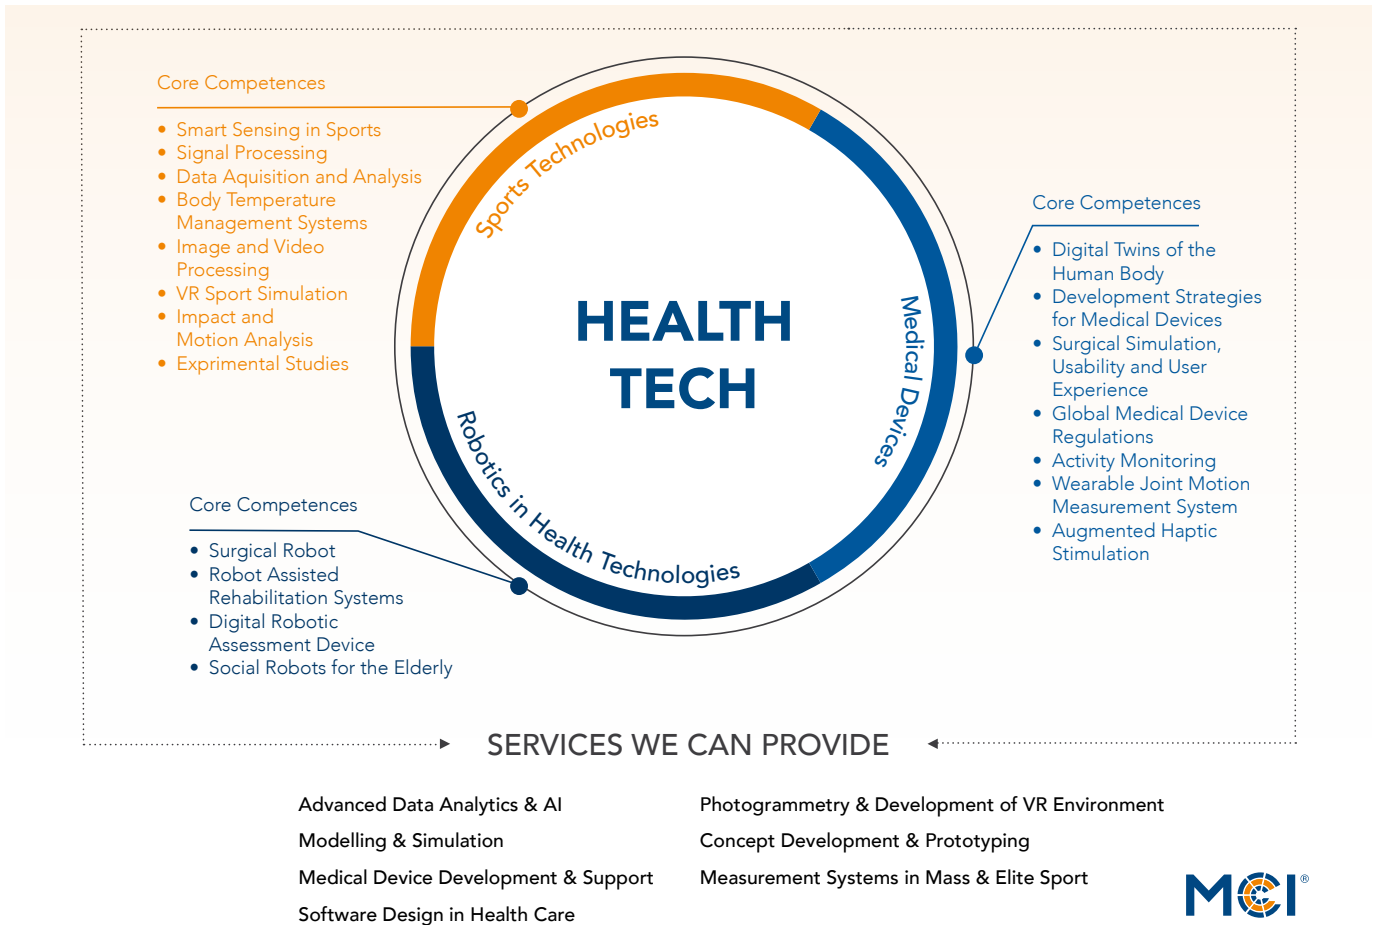 Core Competences
• Smart Sensing in Sports
• Signal Processing
• Data Aquisition and Analysis
• Body Temperature
Management Systems
• Image and Video
Processing
• VR Sport Simulation
• Impact and
Motion Analysis
• Exprimental Studies
Sports Technologies
HEALTH
TECH
Medical Devices
Core Competences
• Digital Twins of the
Human Body
• Development Strategies
for Medical Devices
• Surgical Simulation,
Usability and User
Experience
• Global Medical Device
Regulations
• Activity Monitoring
• Wearable Joint Motion
Measurement System
• Augmented Haptic
Stimulation
Robotics in Health Technologies
Core Competences
• Surgical Robot
• Robot Assisted
Rehabilitation Systems
• Digital Robotic
Assessment Device
• Social Robots for the Elderly
SERVICES WE CAN PROVIDE
Advanced Data Analytics & AI
Modelling & Simulation
Medical Device Development & Support
Software Design in Health Care
Photogrammetry & Development of VR Environment
Concept Development & Prototyping
Measurement Systems in Mass & Elite Sport
MCI®